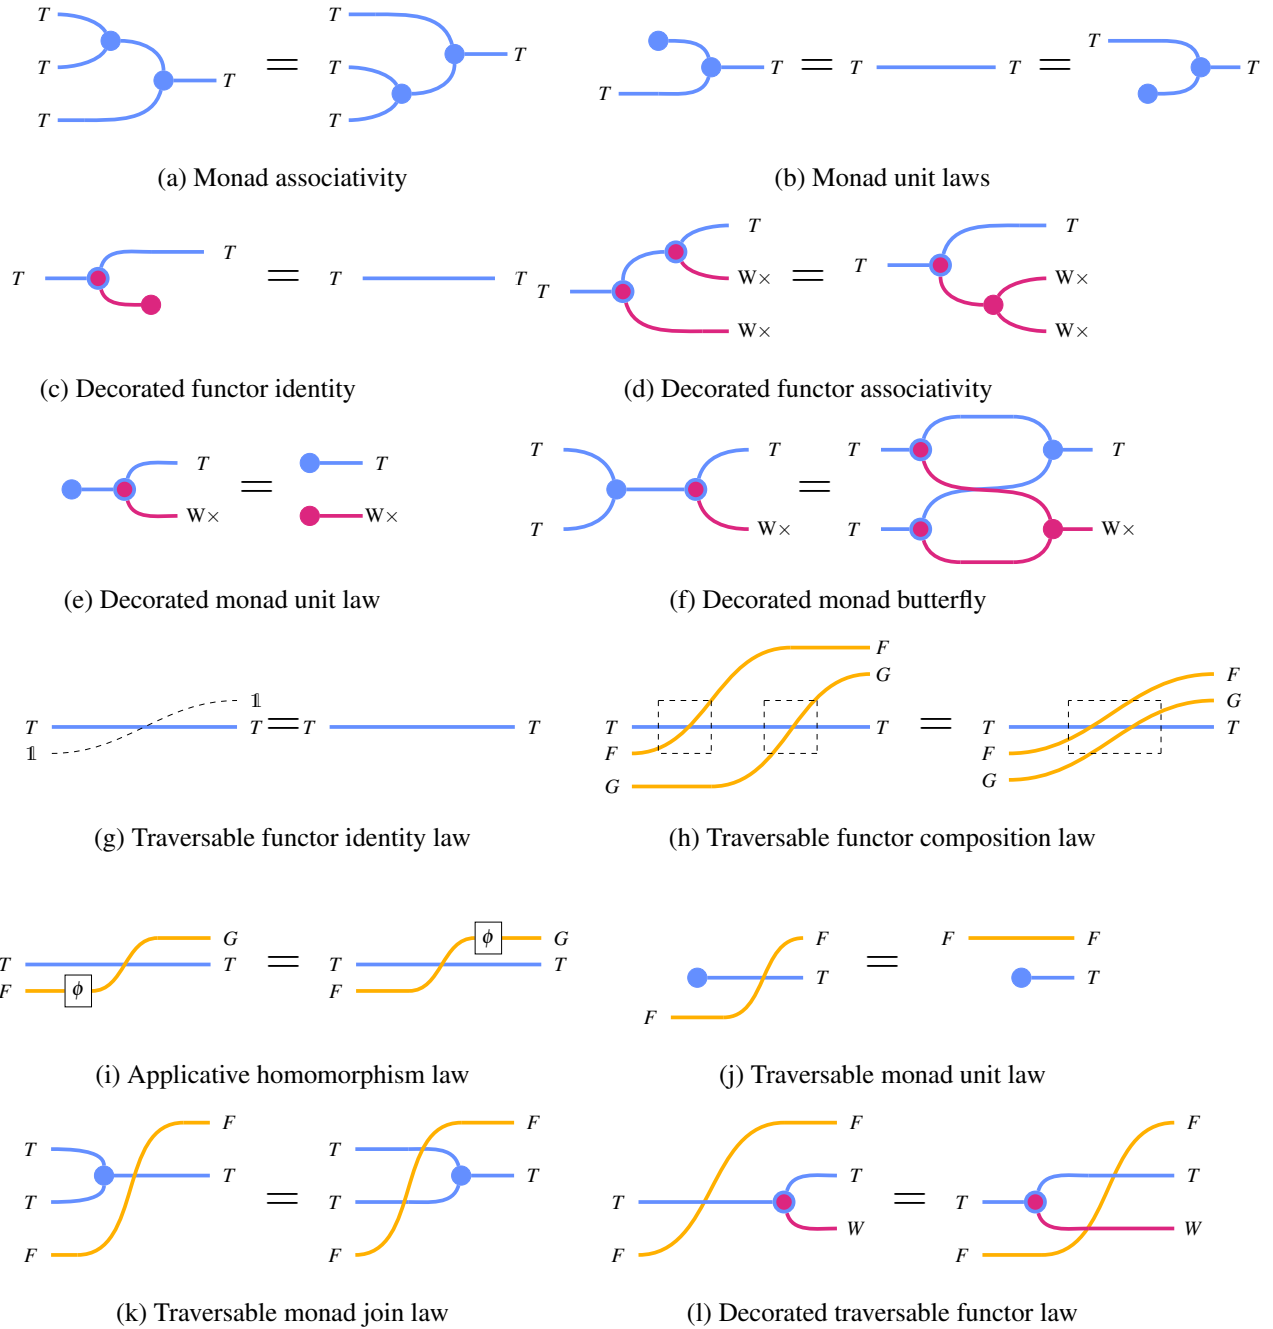 T T T T = T T T T
(a) Monad associativity
T T = T T = T T
(b) Monad unit laws
T T = T T
(c) Decorated functor identity
T T W× W× = T T W× W×
(d) Decorated functor associativity
T W× = T W×
(e) Decorated monad unit law
T T T W× = T T T W×
(f) Decorated monad butterfly
T 𝟙 𝟙 T = T T
(g) Traversable functor identity law
T F G F G T = T F G F G T
(h) Traversable functor composition law
T F ϕ G T = T F ϕ G T
(i) Applicative homomorphism law
F F T = F F T
(j) Traversable monad unit law
T T F F T = T T F F T
(k) Traversable monad join law
T F F T W = T F F T W
(l) Decorated traversable functor law